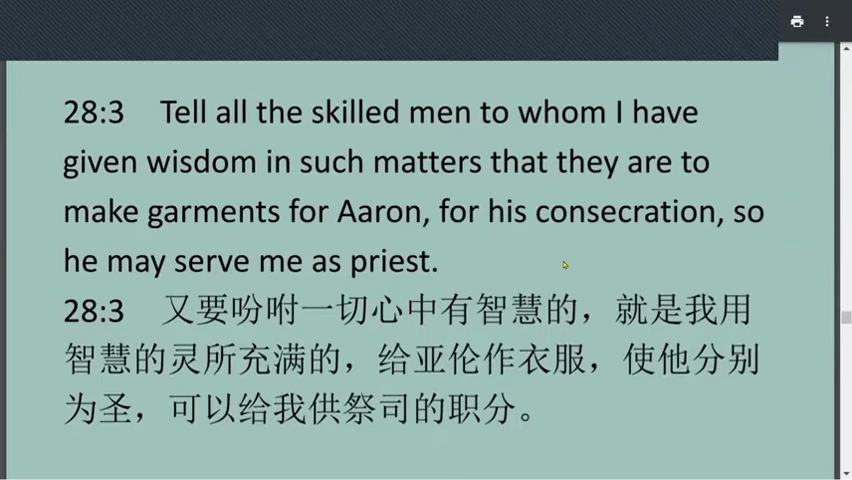 28:3 Tell all the skilled men to whom I have
given wisdom in such matters that they are to
make garments for Aaron, for his consecration, so
he may serve me as priest.
28:3 又要吩咐一切心中有智慧的，就是我用
智慧的灵所充满的，给亚伦作衣服，使他分别
为圣，可以给我供祭司的职分。